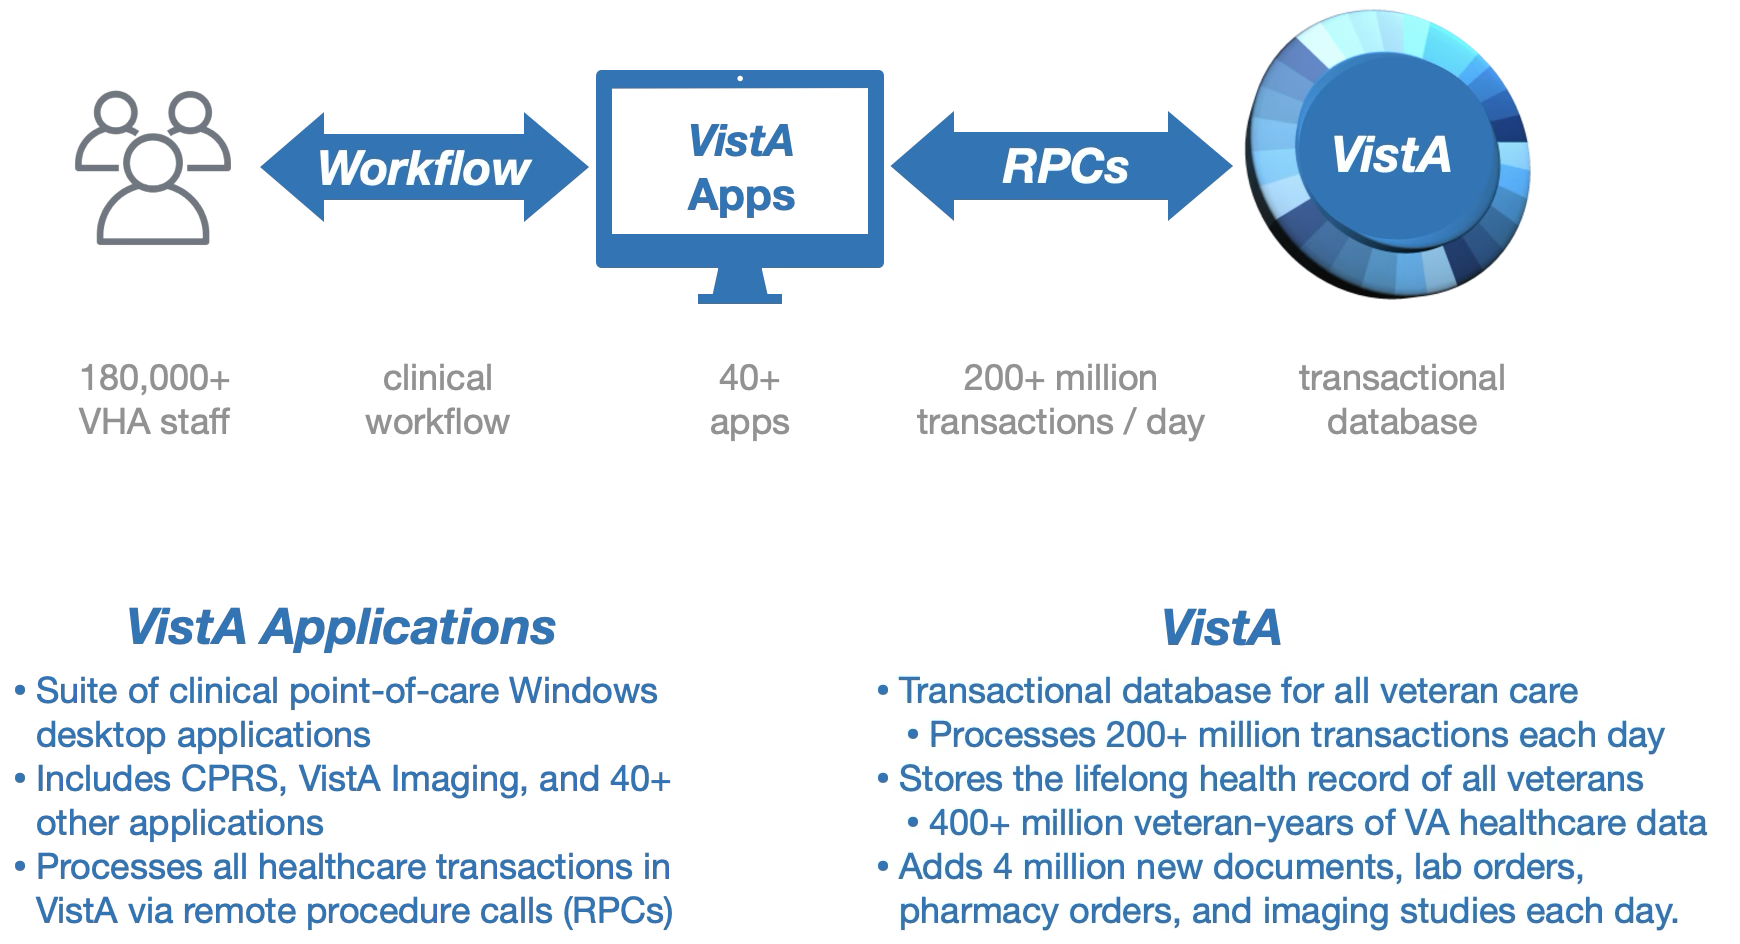 Workflow
VistA
Apps
RPCs
VistA
180,000+
VHA staff
clinical
workflow
40+
apps
200+ million
transactions / day
transactional
database
VistA Applications
• Suite of clinical point-of-care Windows
desktop applications
• Includes CPRS, VistA Imaging, and 40+
other applications
• Processes all healthcare transactions in
VistA via remote procedure calls (RPCs)
VistA
• Transactional database for all veteran care
• Processes 200+ million transactions each day
• Stores the lifelong health record of all veterans
• 400+ million veteran-years of VA healthcare data
• Adds 4 million new documents, lab orders,
pharmacy orders, and imaging studies each day.